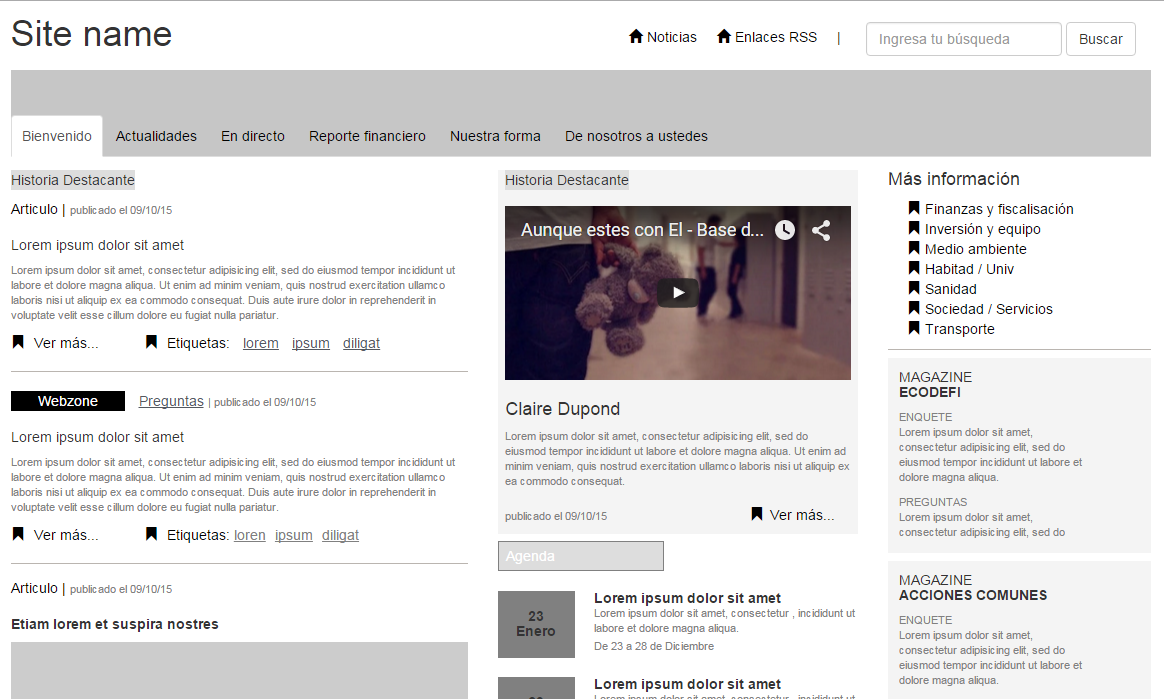 Site name
Noticias
Enlaces RSS
|
Ingresa tu búsqueda
Buscar
Bienvenido
Actualidades
En directo
Reporte financiero
Nuestra forma
De nosotros a ustedes
Historia Destacante
Articulo | publicado el 09/10/15
Lorem ipsum dolor sit amet
Lorem ipsum dolor sit amet, consectetur adipisicing elit, sed do eiusmod tempor incididunt ut
labore et dolore magna aliqua. Ut enim ad minim veniam, quis nostrud exercitation ullamco
laboris nisi ut aliquip ex ea commodo consequat. Duis aute irure dolor in reprehenderit in
voluptate velit esse cillum dolore eu fugiat nulla pariatur.
Ver más...
Etiquetas: lorem ipsum diligat
Webzone
Preguntas | publicado el 09/10/15
Lorem ipsum dolor sit amet
Lorem ipsum dolor sit amet, consectetur adipisicing elit, sed do eiusmod tempor incididunt ut
labore et dolore magna aliqua. Ut enim ad minim veniam, quis nostrud exercitation ullamco
laboris nisi ut aliquip ex ea commodo consequat. Duis aute irure dolor in reprehenderit in
voluptate velit esse cillum dolore eu fugiat nulla pariatur.
Ver más...
Etiquetas: loren ipsum diligat
Articulo | publicado el 09/10/15
Etiam lorem et suspira nostres
Historia Destacante
Aunque estes con El - Base d...
Claire Dupond
Lorem ipsum dolor sit amet, consectetur adipisicing elit, sed do
eiusmod tempor incididunt ut labore et dolore magna aliqua. Ut enim ad
minim veniam, quis nostrud exercitation ullamco laboris nisi ut aliquip ex
ea commodo consequat.
publicado el 09/10/15
Ver más...
Agenda
23
Enero
Lorem ipsum dolor sit amet
Lorem ipsum dolor sit amet, consectetur , incididunt ut
labore et dolore magna aliqua.
De 23 a 28 de Diciembre
Lorem ipsum dolor sit amet
Más información
Finanzas y fiscalisación
Inversión y equipo
Medio ambiente
Habitad / Univ
Sanidad
Sociedad / Servicios
Transporte
MAGAZINE
ECODEFI
ENQUETE
Lorem ipsum dolor sit amet,
consectetur adipisicing elit, sed do
eiusmod tempor incididunt ut labore et
dolore magna aliqua.
PREGUNTAS
Lorem ipsum dolor sit amet,
consectetur adipisicing elit, sed do
MAGAZINE
ACCIONES COMUNES
ENQUETE
Lorem ipsum dolor sit amet,
consectetur adipisicing elit, sed do
eiusmod tempor incididunt ut labore et
dolore magna aliqua.